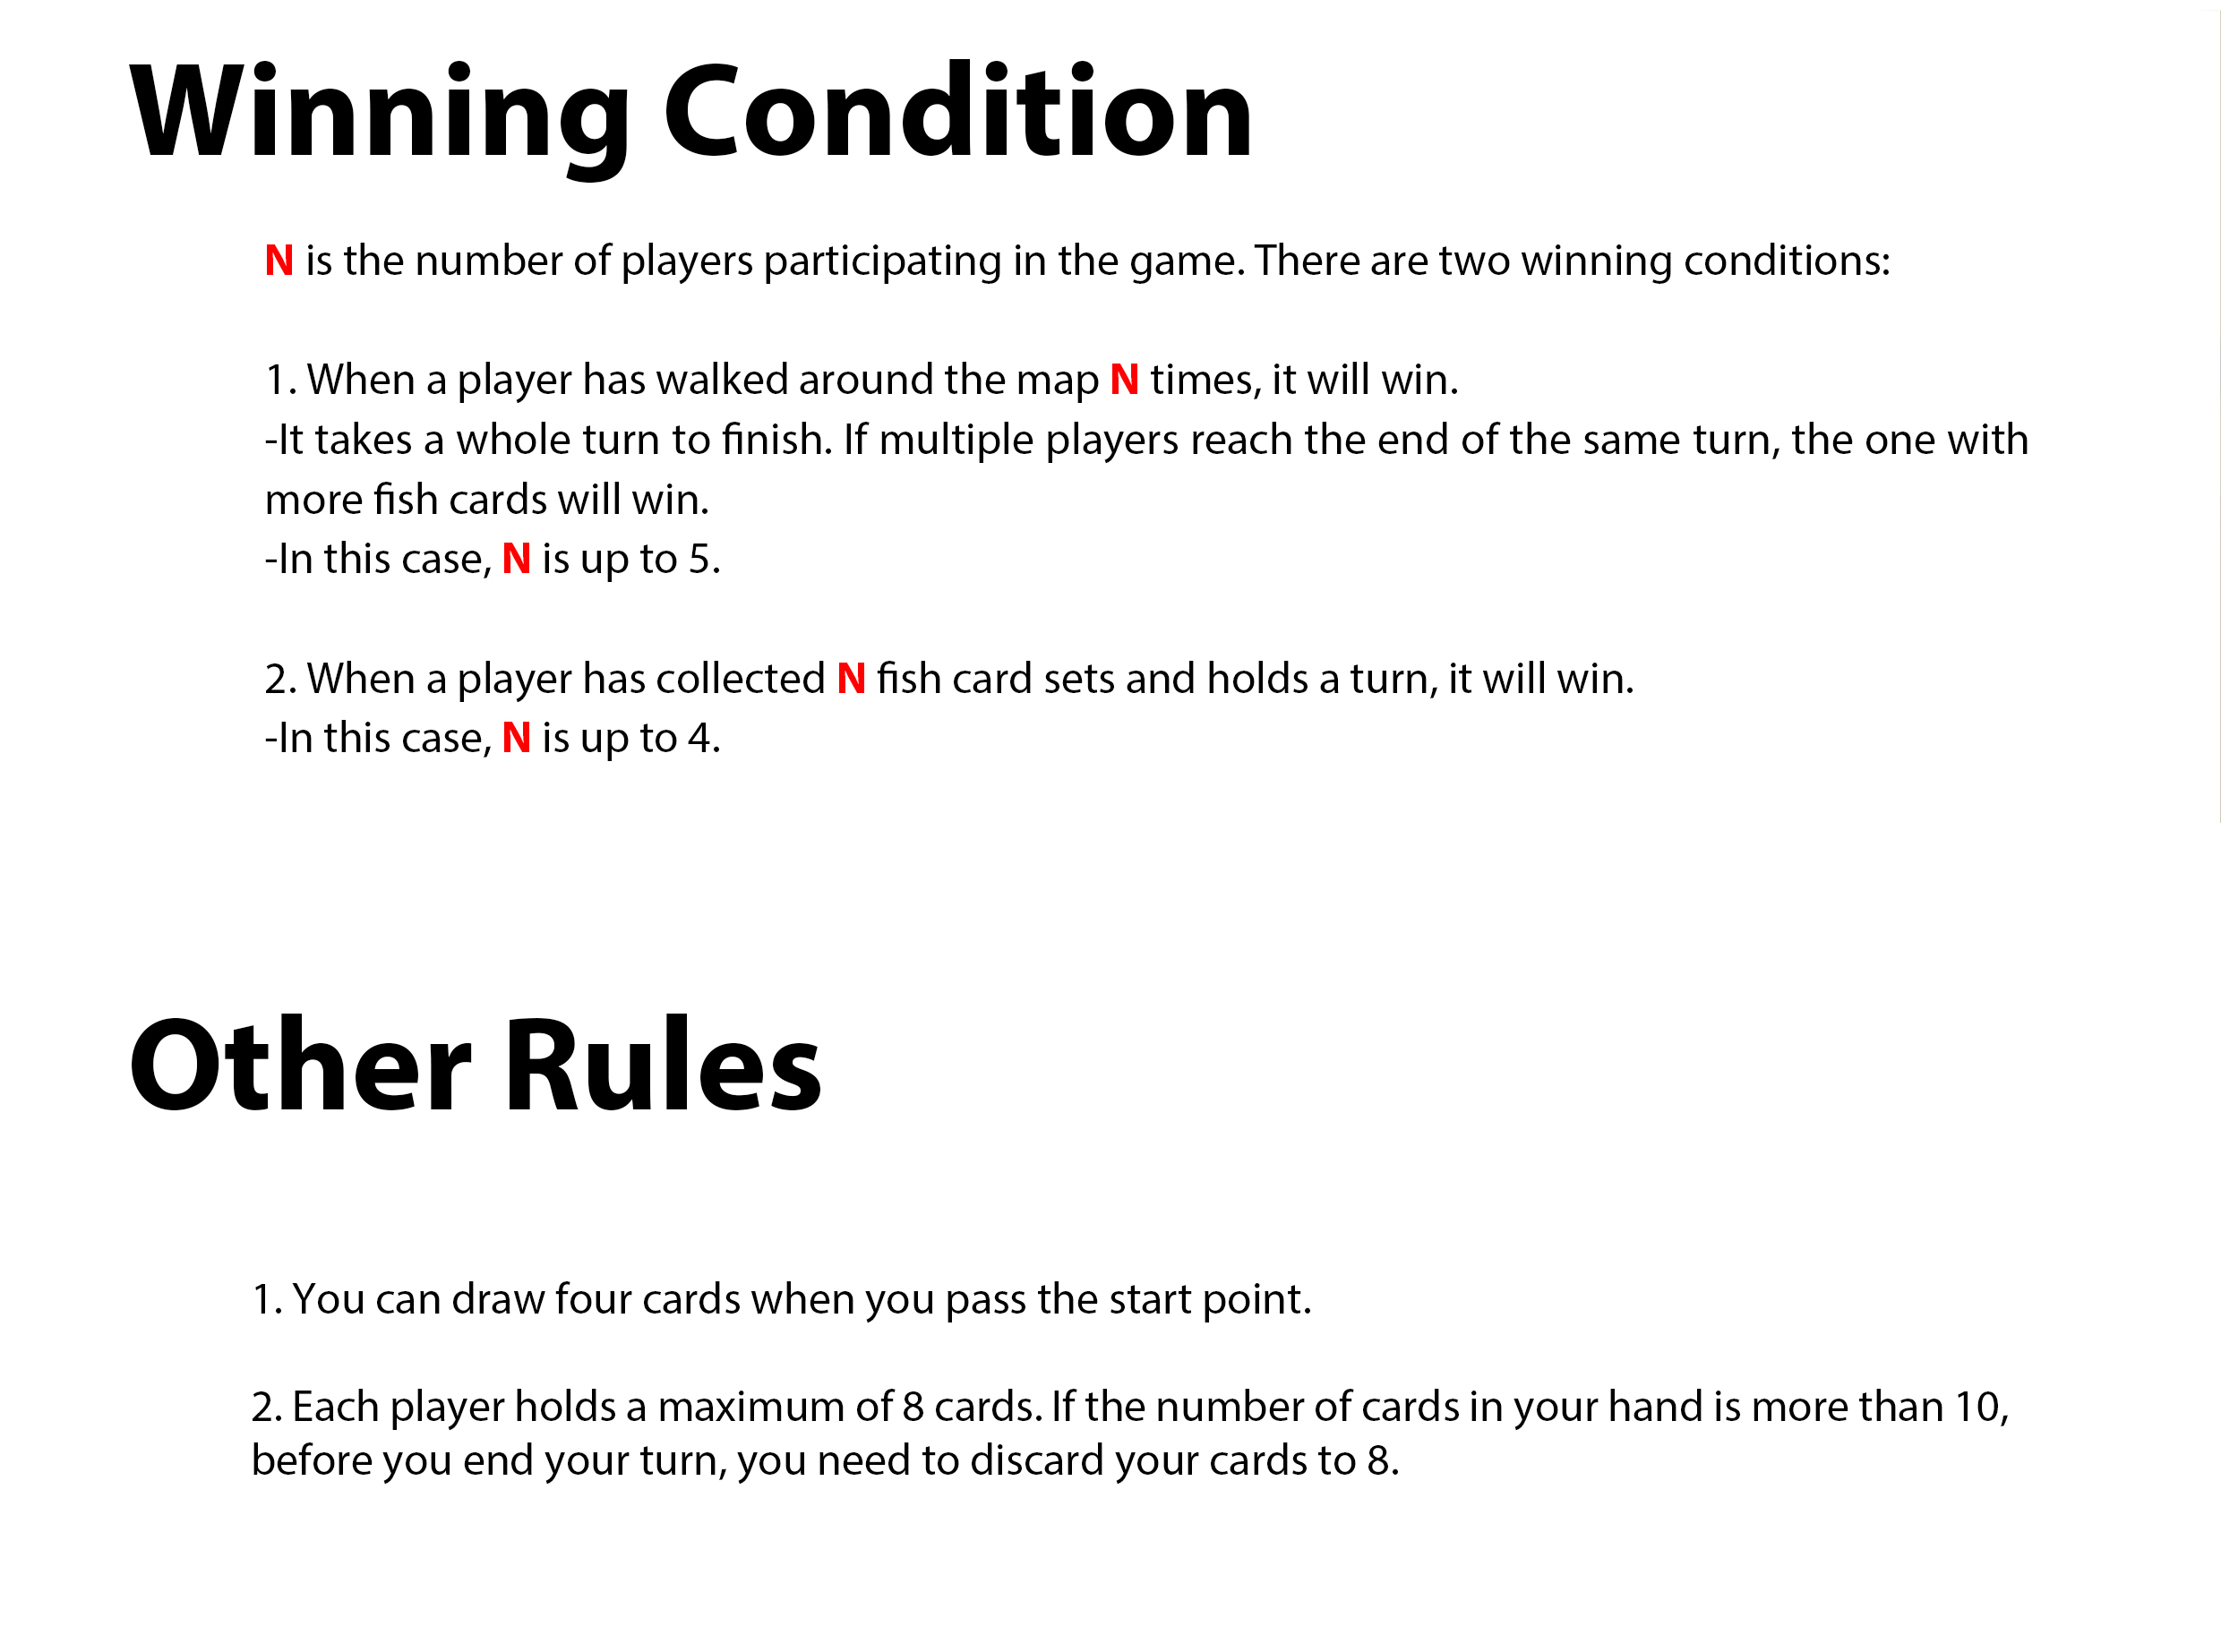 Winning Condition
N is the number of players participating in the game. There are two winning conditions:
1. When a player has walked around the map N times, it will win.
-It takes a whole turn to finish. If multiple players reach the end of the same turn, the one with
more fish cards will win.
-In this case, N is up to 5.
2. When a player has collected N fish card sets and holds a turn, it will win.
-In this case, N is up to 4.
Other Rules
1. You can draw four cards when you pass the start point.
2. Each player holds a maximum of 8 cards. If the number of cards in your hand is more than 10,
before you end your turn, you need to discard your cards to 8.